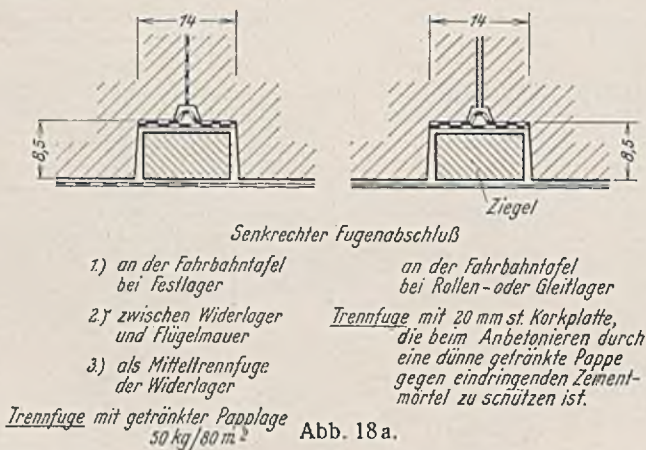 14
8,5
14
8,5
Ziegel
Senkrechter Fugenabschluß
1.) an der Fahrbahntafel
bei Festlager
2.) zwischen Widerlager
und Flügelmauer
3.) als Mitteltrennfuge
der Widerlager
Trennfuge mit getränkter Papplage
50 kg/80 m²
an der Fahrbahntafel
bei Rollen- oder Gleitlager
Trennfuge mit 20 mm st. Korkplatte,
die beim Anbetonieren durch
eine dünne getränkte Pappe
gegen eindringenden Zement-
mörtel zu schützen ist.
Abb. 18a.